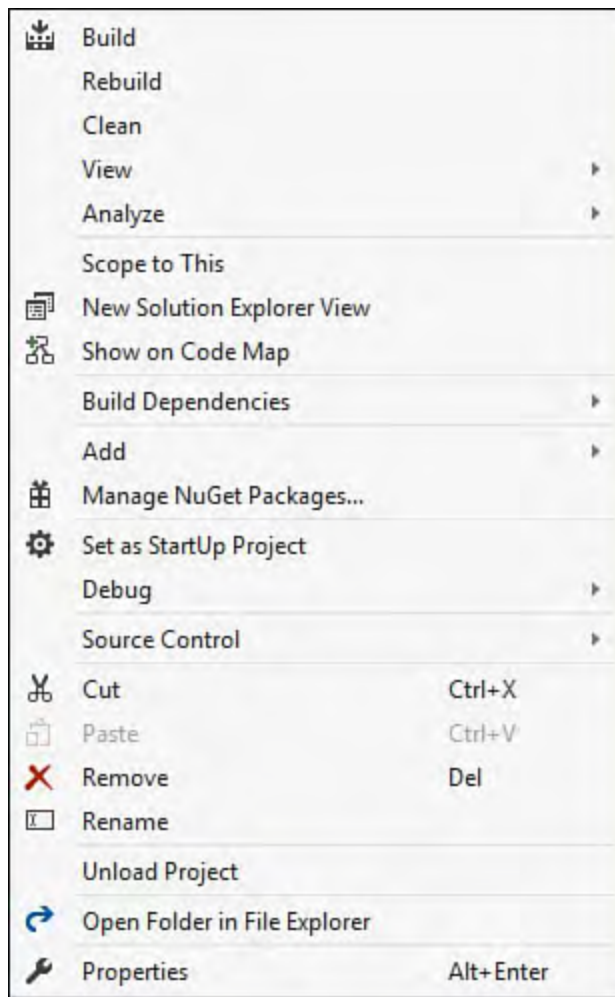 Build
Rebuild
Clean
View
Analyze
Scope to This
New Solution Explorer View
Show on Code Map
Build Dependencies
Add
Manage NuGet Packages...
Set as StartUp Project
Debug
Source Control
Cut Ctrl+X
Paste Ctrl+V
Remove Del
Rename
Unload Project
Open Folder in File Explorer
Properties Alt+Enter